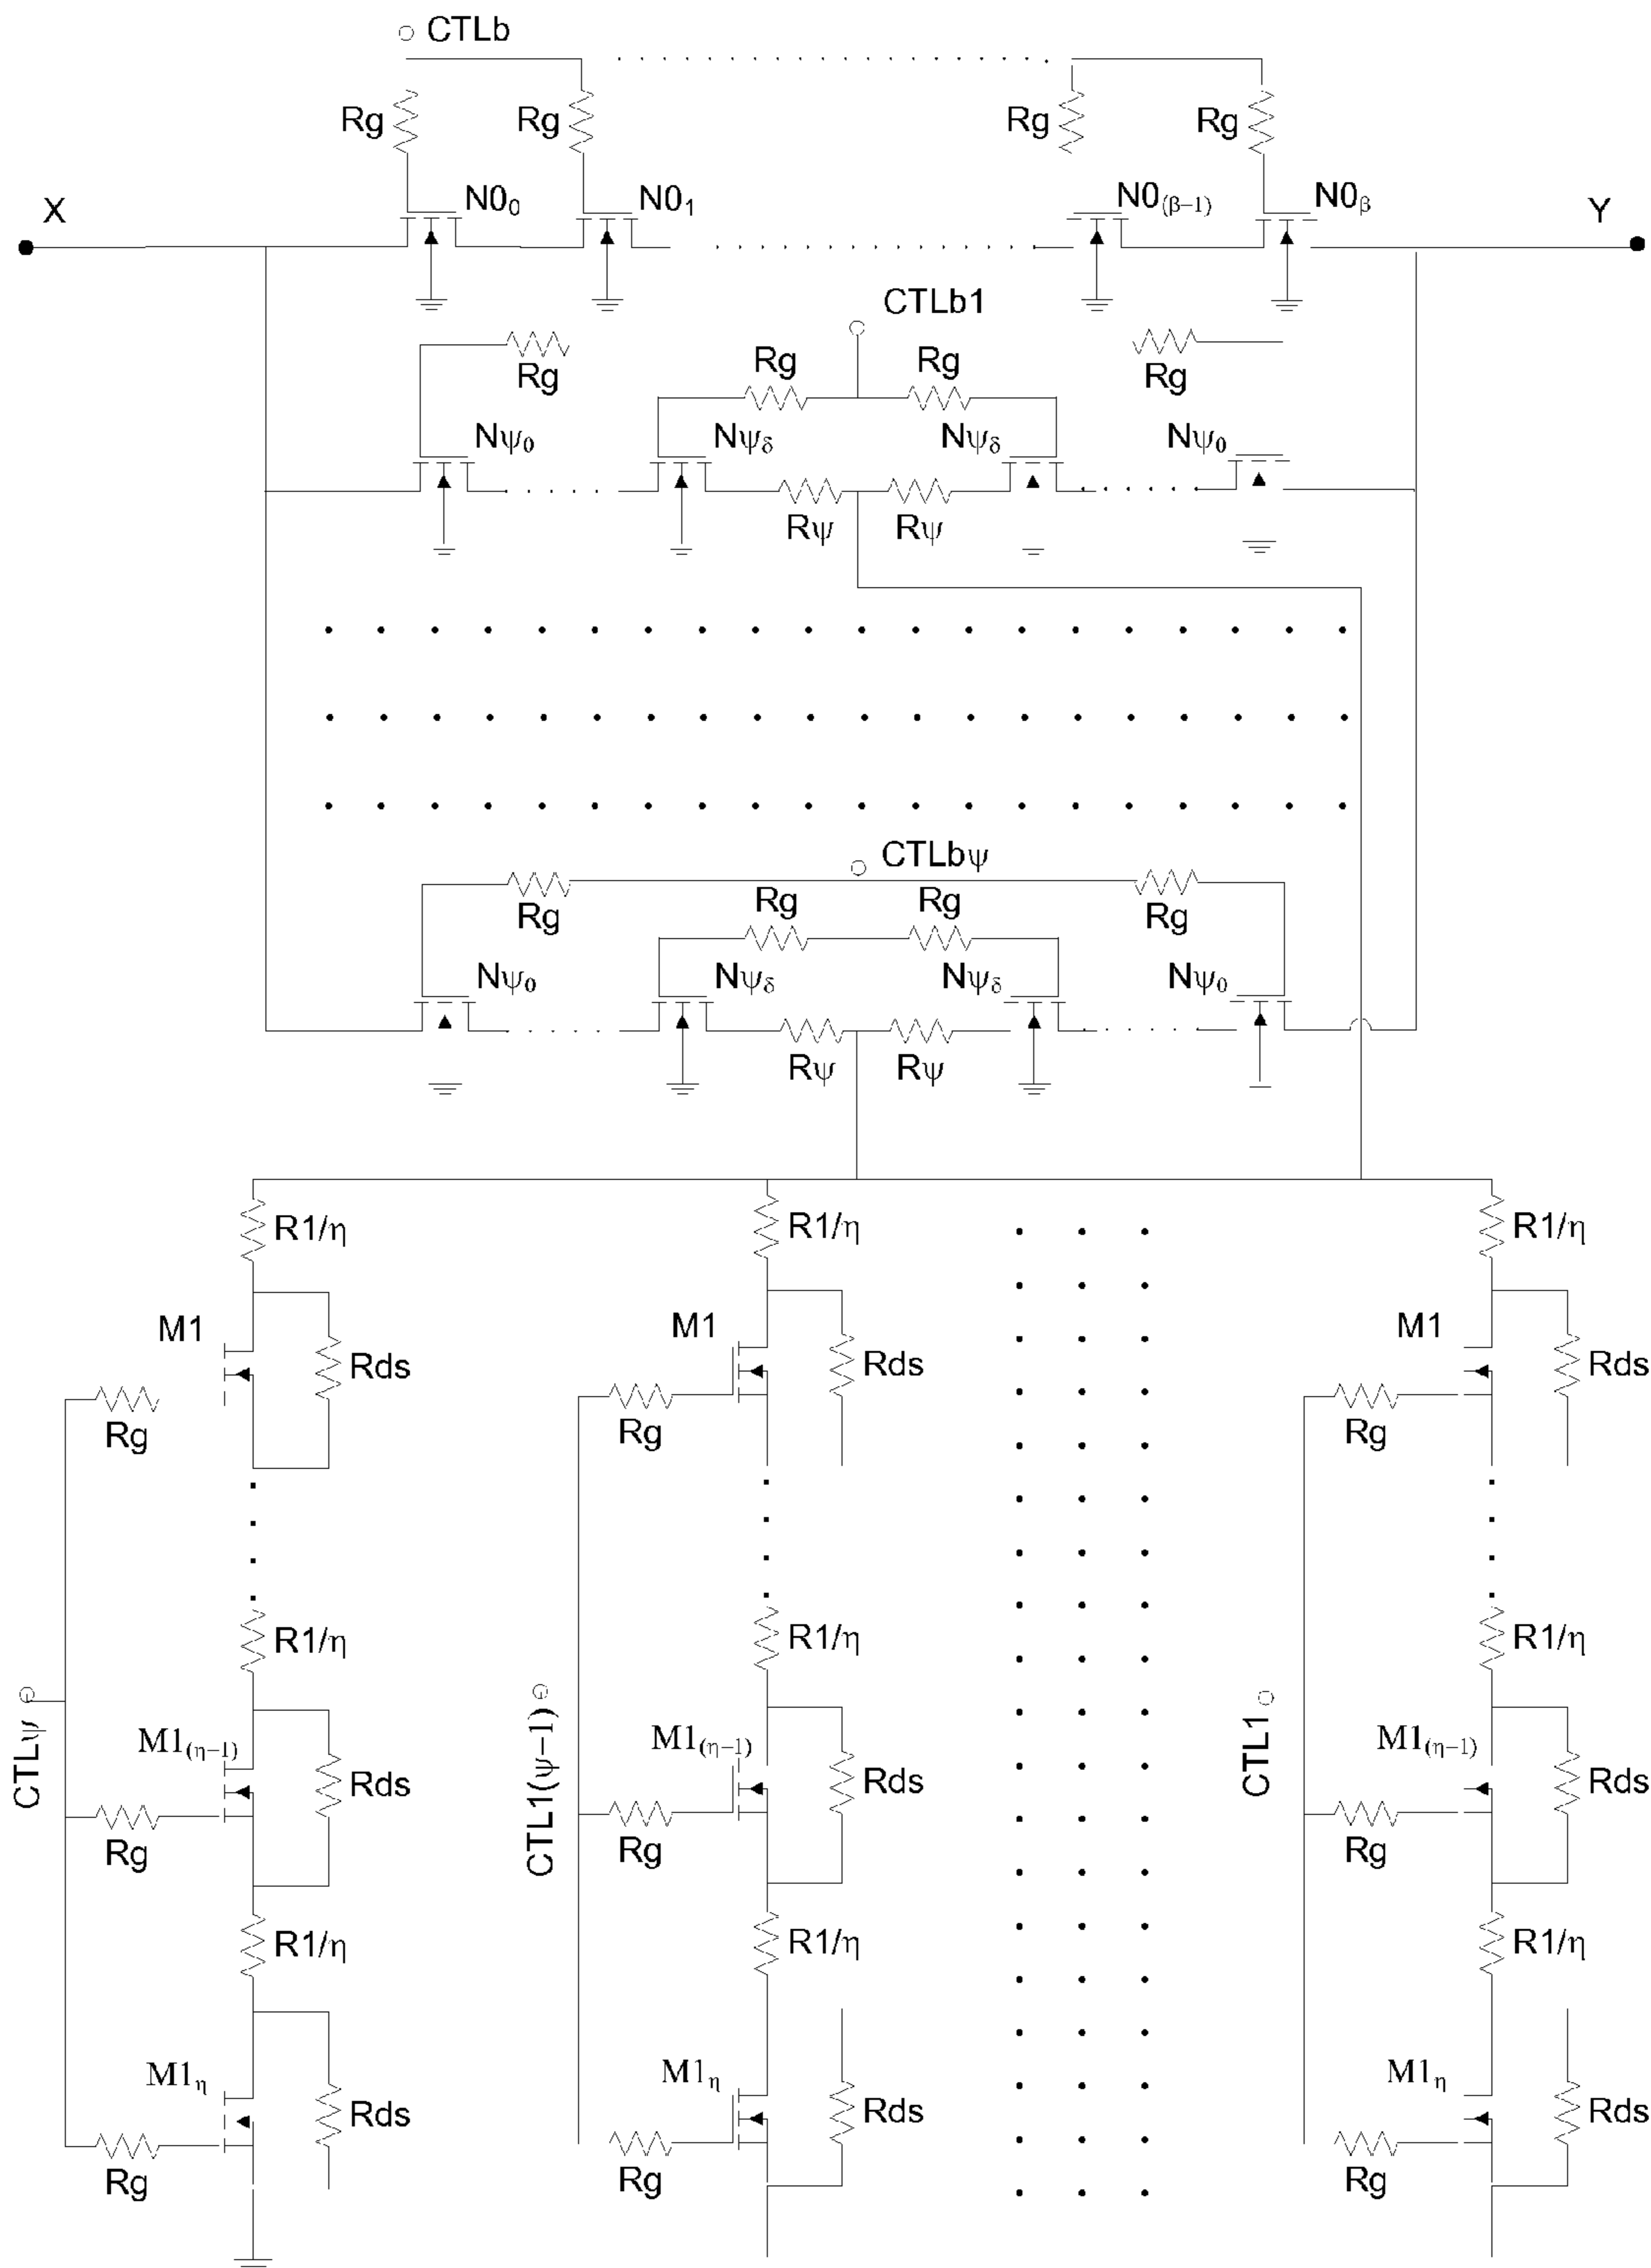 CTLb
Rg Rg Rg Rg
X N0₀ N0₁ N0₍β−1₎ N0β Y
CTLb1
Rg Rg Rg Rg
Nψ₀ Nψδ Nψδ Nψ₀
Rψ Rψ
CTLbψ
Rg Rg Rg Rg
Nψ₀ Nψδ Nψδ Nψ₀
Rψ Rψ
R1/η R1/η R1/η
M1 M1 M1
Rds Rds Rds
Rg Rg Rg
R1/η R1/η R1/η
CTLψ CTL1(ψ−1) CTL1
M1(η−1) M1(η−1) M1(η−1)
Rds Rds Rds
Rg Rg Rg
R1/η R1/η R1/η
M1η M1η M1η
Rds Rds Rds
Rg Rg Rg